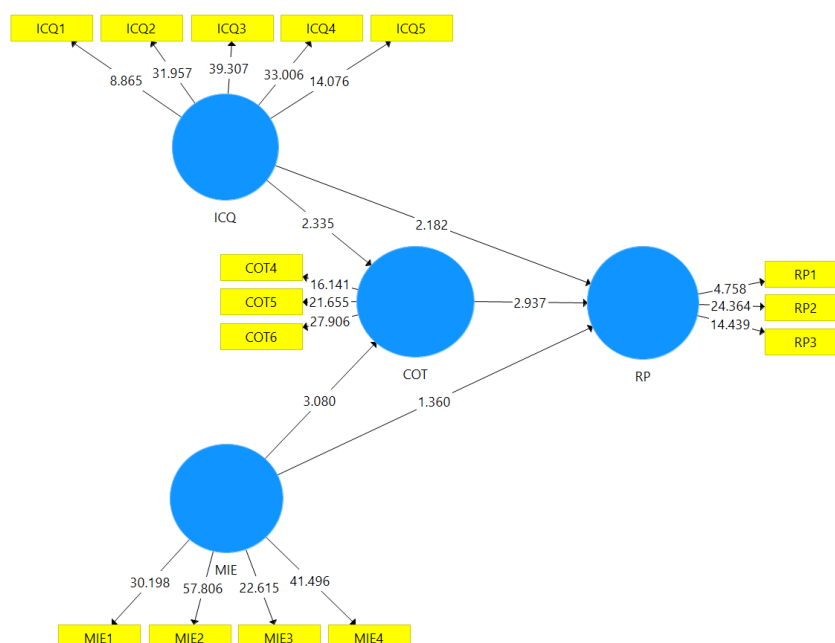 ICQ1
ICQ2
ICQ3
ICQ4
ICQ5
8.865
31.957
39.307
33.006
14.076
ICQ
2.335
2.182
COT4
COT5
COT6
16.141
21.655
27.906
COT
2.937
RP
4.758
24.364
14.439
RP1
RP2
RP3
3.080
1.360
MIE
30.198
57.806
22.615
41.496
MIE1
MIE2
MIE3
MIE4